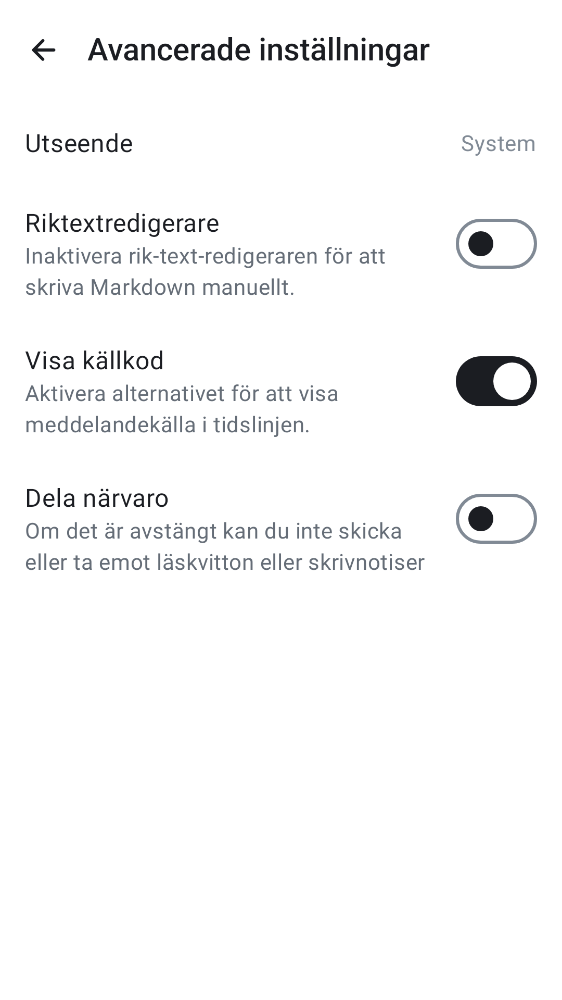 Avancerade inställningar
Utseende
System
Riktextredigerare
Inaktivera rik-text-redigeraren för att
skriva Markdown manuellt.
Visa källkod
Aktivera alternativet för att visa
meddelandekälla i tidslinjen.
Dela närvaro
Om det är avstängt kan du inte skicka
eller ta emot läskvitton eller skrivnotiser